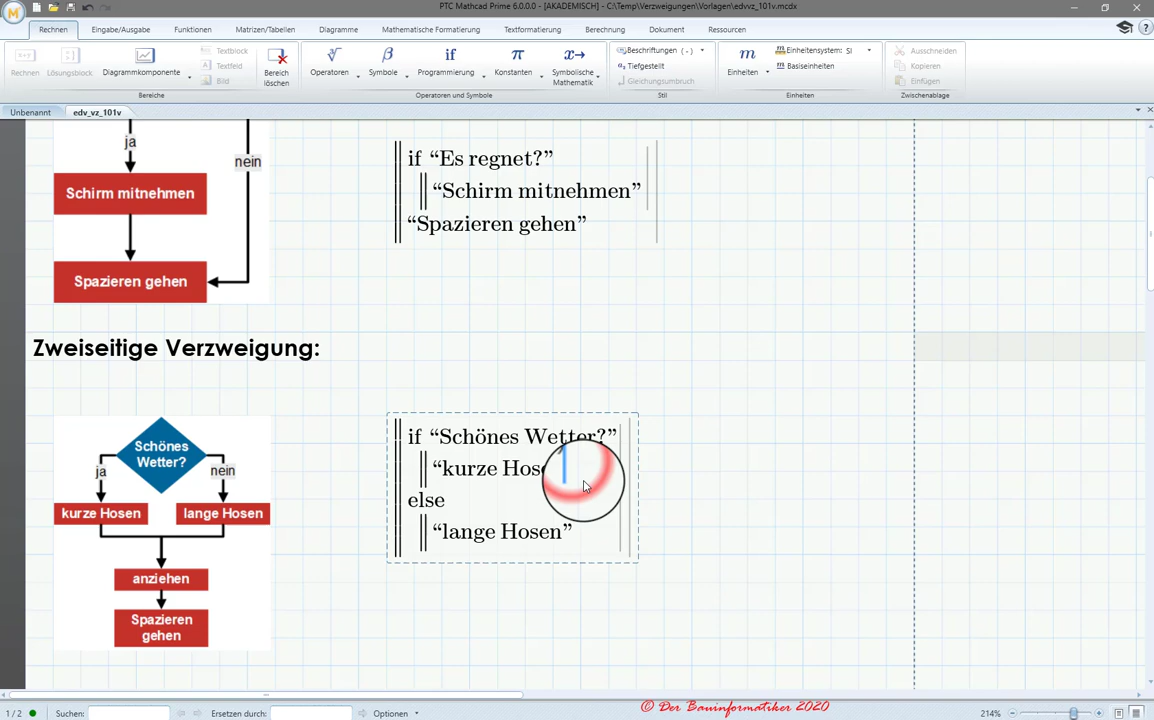 PTC Mathcad Prime 6.0.0.0 - [AKADEMISCH] - C:\Temp\Verzweigungen\Vorlagen\edvvz_101v.mcdx
Rechnen Eingabe/Ausgabe Funktionen Matrizen/Tabellen Diagramme Mathematische Formatierung Textformatierung Berechnung Dokument Ressourcen
Rechnen Lösungsblock Diagrammkomponente Textblock Textfeld Bild Bereich löschen
Operatoren Symbole if Programmierung Konstanten Symbolische Mathematik
Beschriftungen ( - )
Tiefgestellt
Gleichungsumbruch
Einheiten Einheitensystem: SI
Basiseinheiten
Ausschneiden
Kopieren
Einfügen
Bereiche Operatoren und Symbole Stil Einheiten Zwischenablage
Unbenannt edv_vz_101v
ja
nein
Schirm mitnehmen
Spazieren gehen
if “Es regnet?”
“Schirm mitnehmen”
“Spazieren gehen”
Zweiseitige Verzweigung:
Schönes
Wetter?
ja nein
kurze Hosen lange Hosen
anziehen
Spazieren
gehen
if “Schönes Wetter?”
“kurze
else
“lange Hosen”
1 / 2 Suchen: Ersetzen durch: Optionen
© Der Bauinformatiker 2020
214%